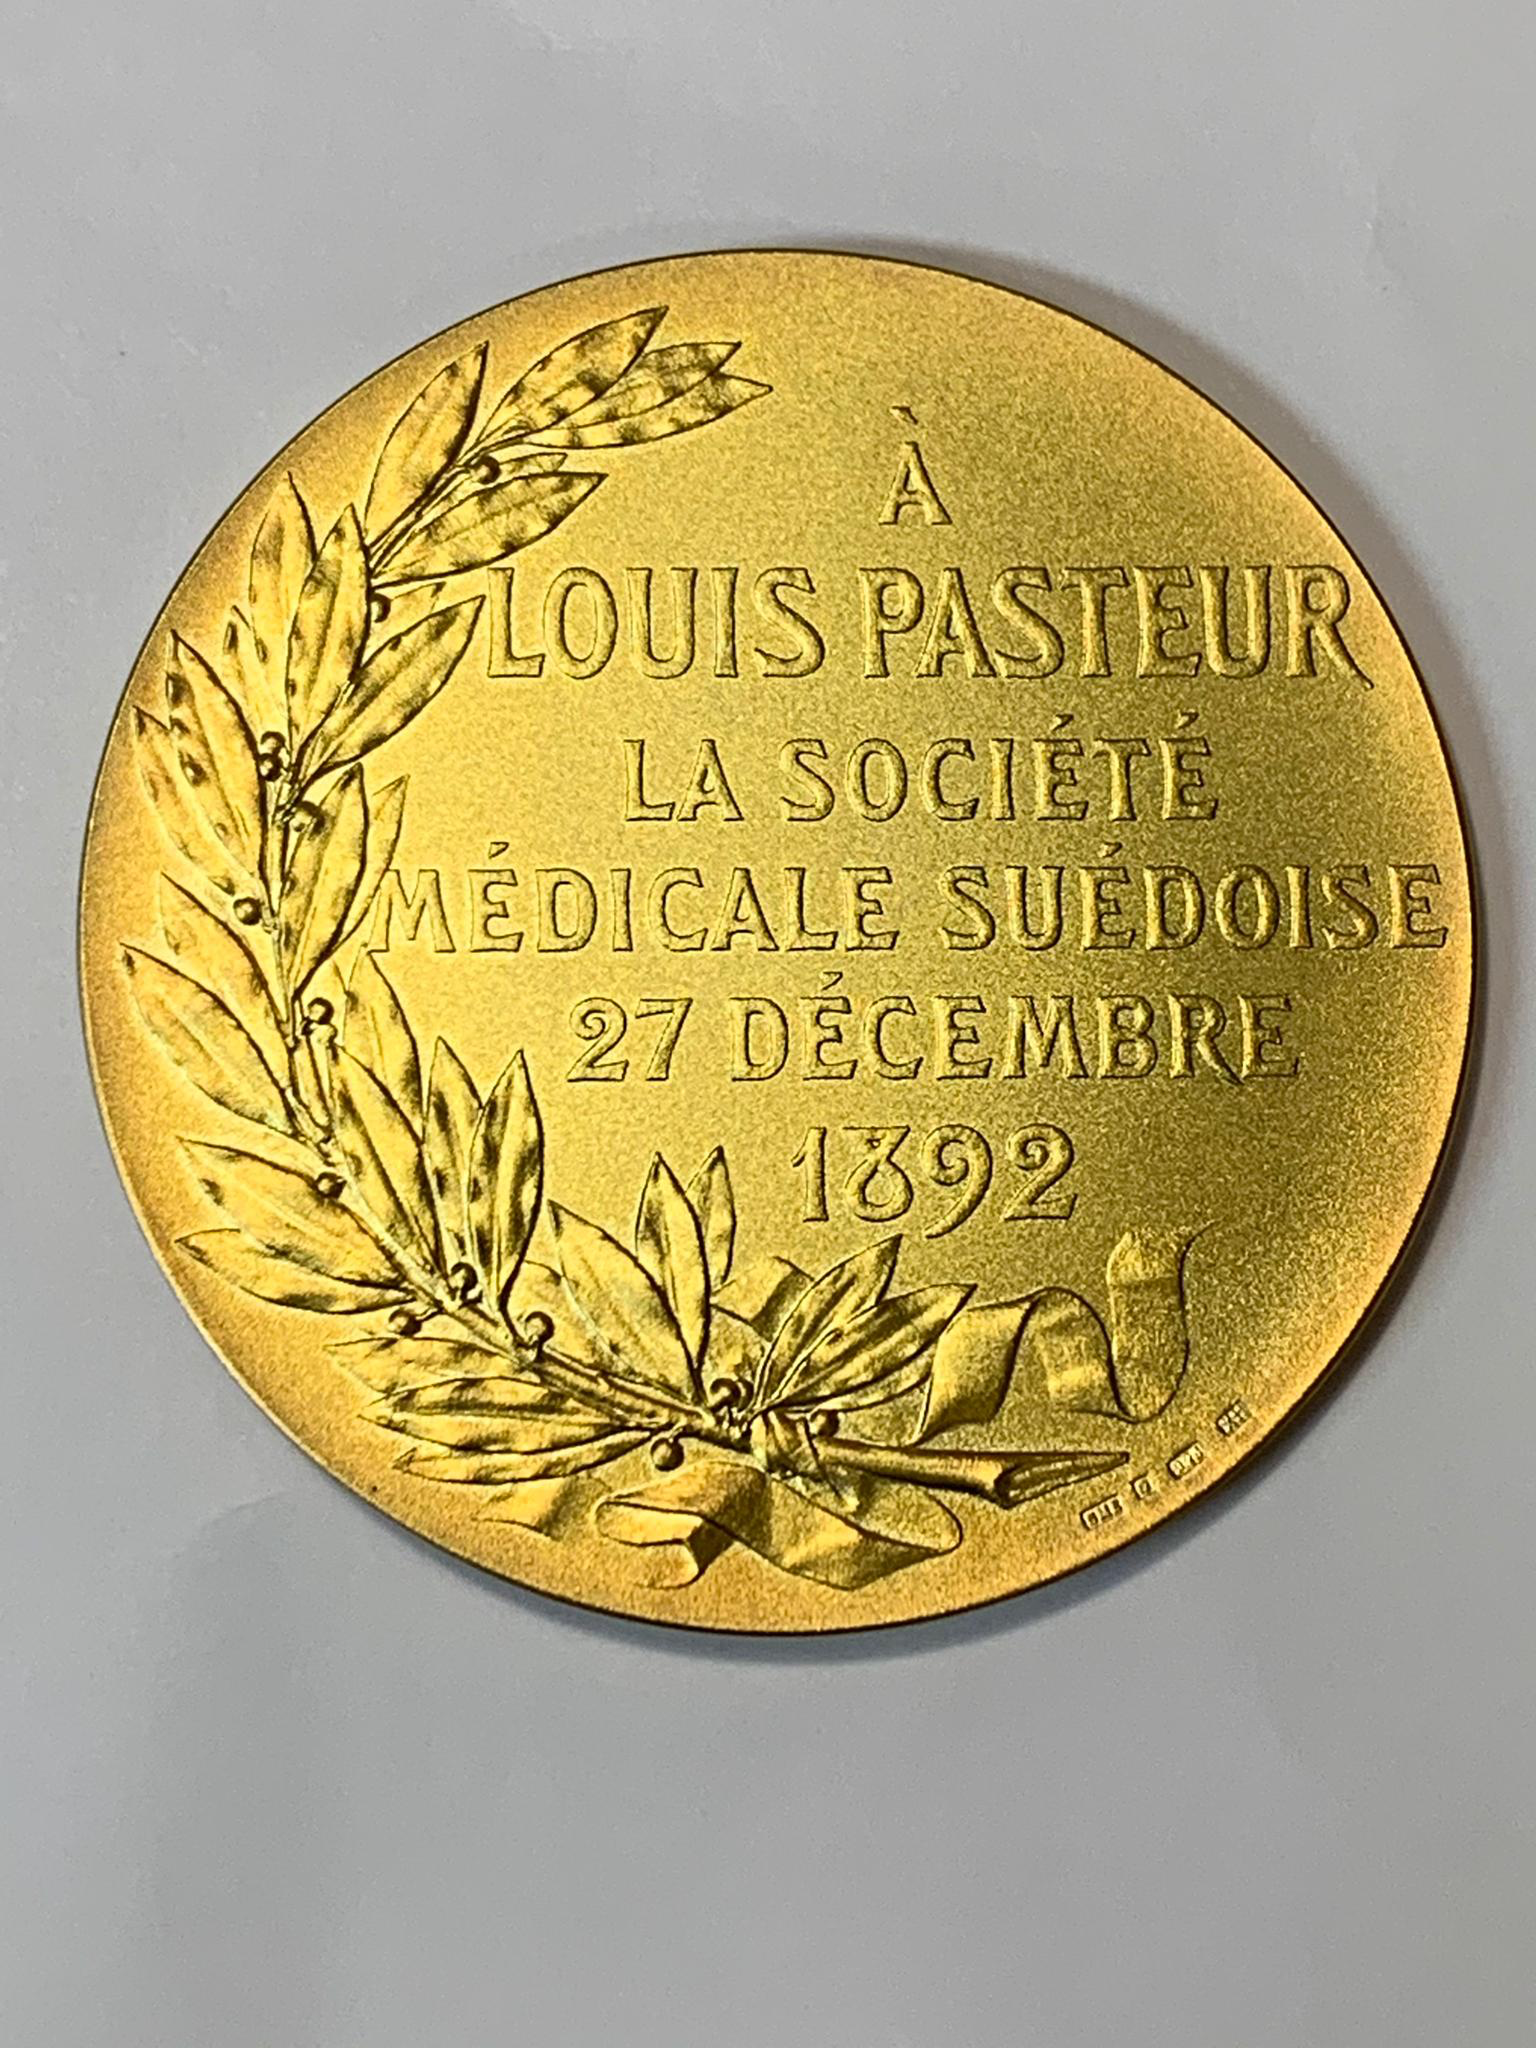 À
LOUIS PASTEUR
LA SOCIÉTÉ
MÉDICALE SUÉDOISE
27 DÉCEMBRE
1892